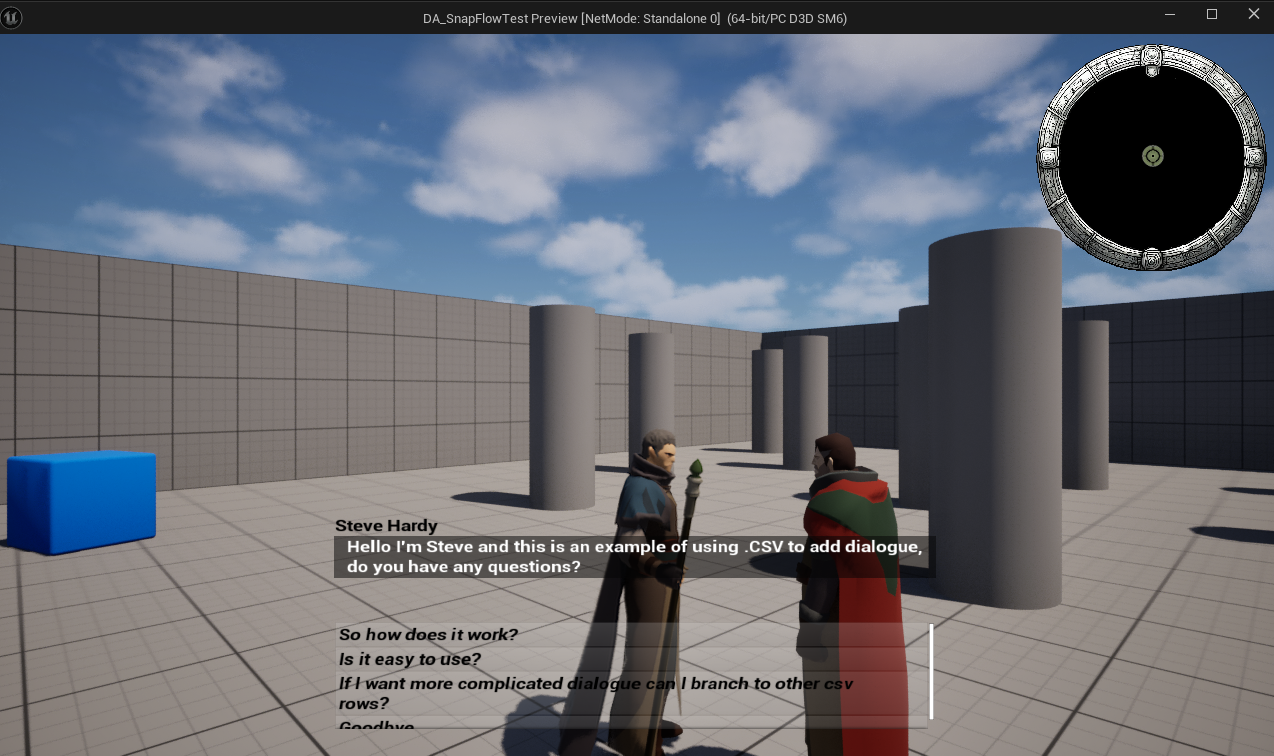 DA_SnapFlowTest Preview [NetMode: Standalone 0] (64-bit/PC D3D SM6)
Steve Hardy
Hello I'm Steve and this is an example of using .CSV to add dialogue,
do you have any questions?
So how does it work?
Is it easy to use?
If I want more complicated dialogue can I branch to other csv
rows?
Goodbye